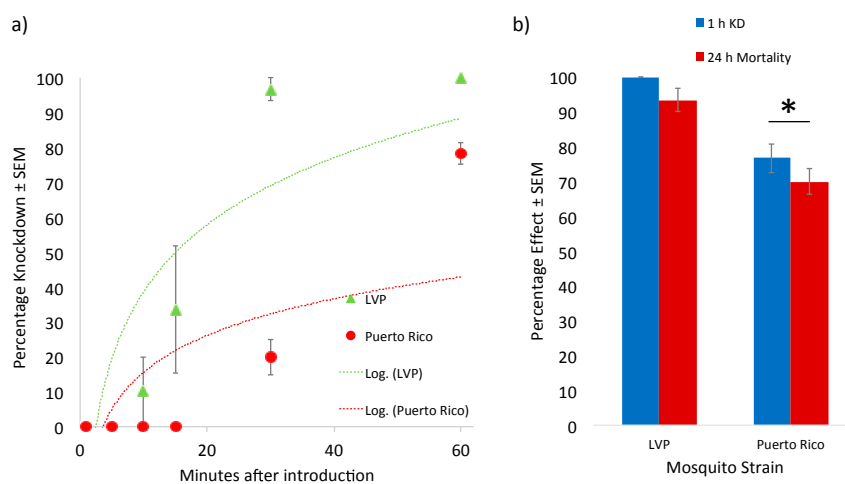 a)
Percentage Knockdown ± SEM
100
90
80
70
60
50
40
30
20
10
0
0
20
40
60
Minutes after introduction
LVP
Puerto Rico
Log. (LVP)
Log. (Puerto Rico)
b)
1 h KD
24 h Mortality
Percentage Effect ± SEM
100
90
80
70
60
50
40
30
20
10
0
*
LVP
Puerto Rico
Mosquito Strain